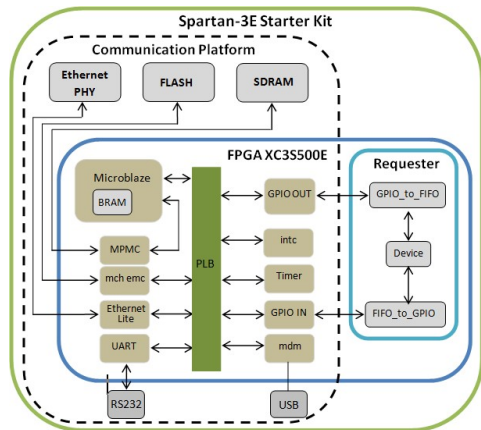 Spartan-3E Starter Kit
Communication Platform
Ethernet
PHY
FLASH
SDRAM
FPGA XC3S500E
Requester
Microblaze
BRAM
GPIO OUT
GPIO_to_FIFO
MPMC
intc
Device
mch emc
PLB
Timer
Ethernet
Lite
GPIO IN
FIFO_to_GPIO
UART
mdm
RS232
USB